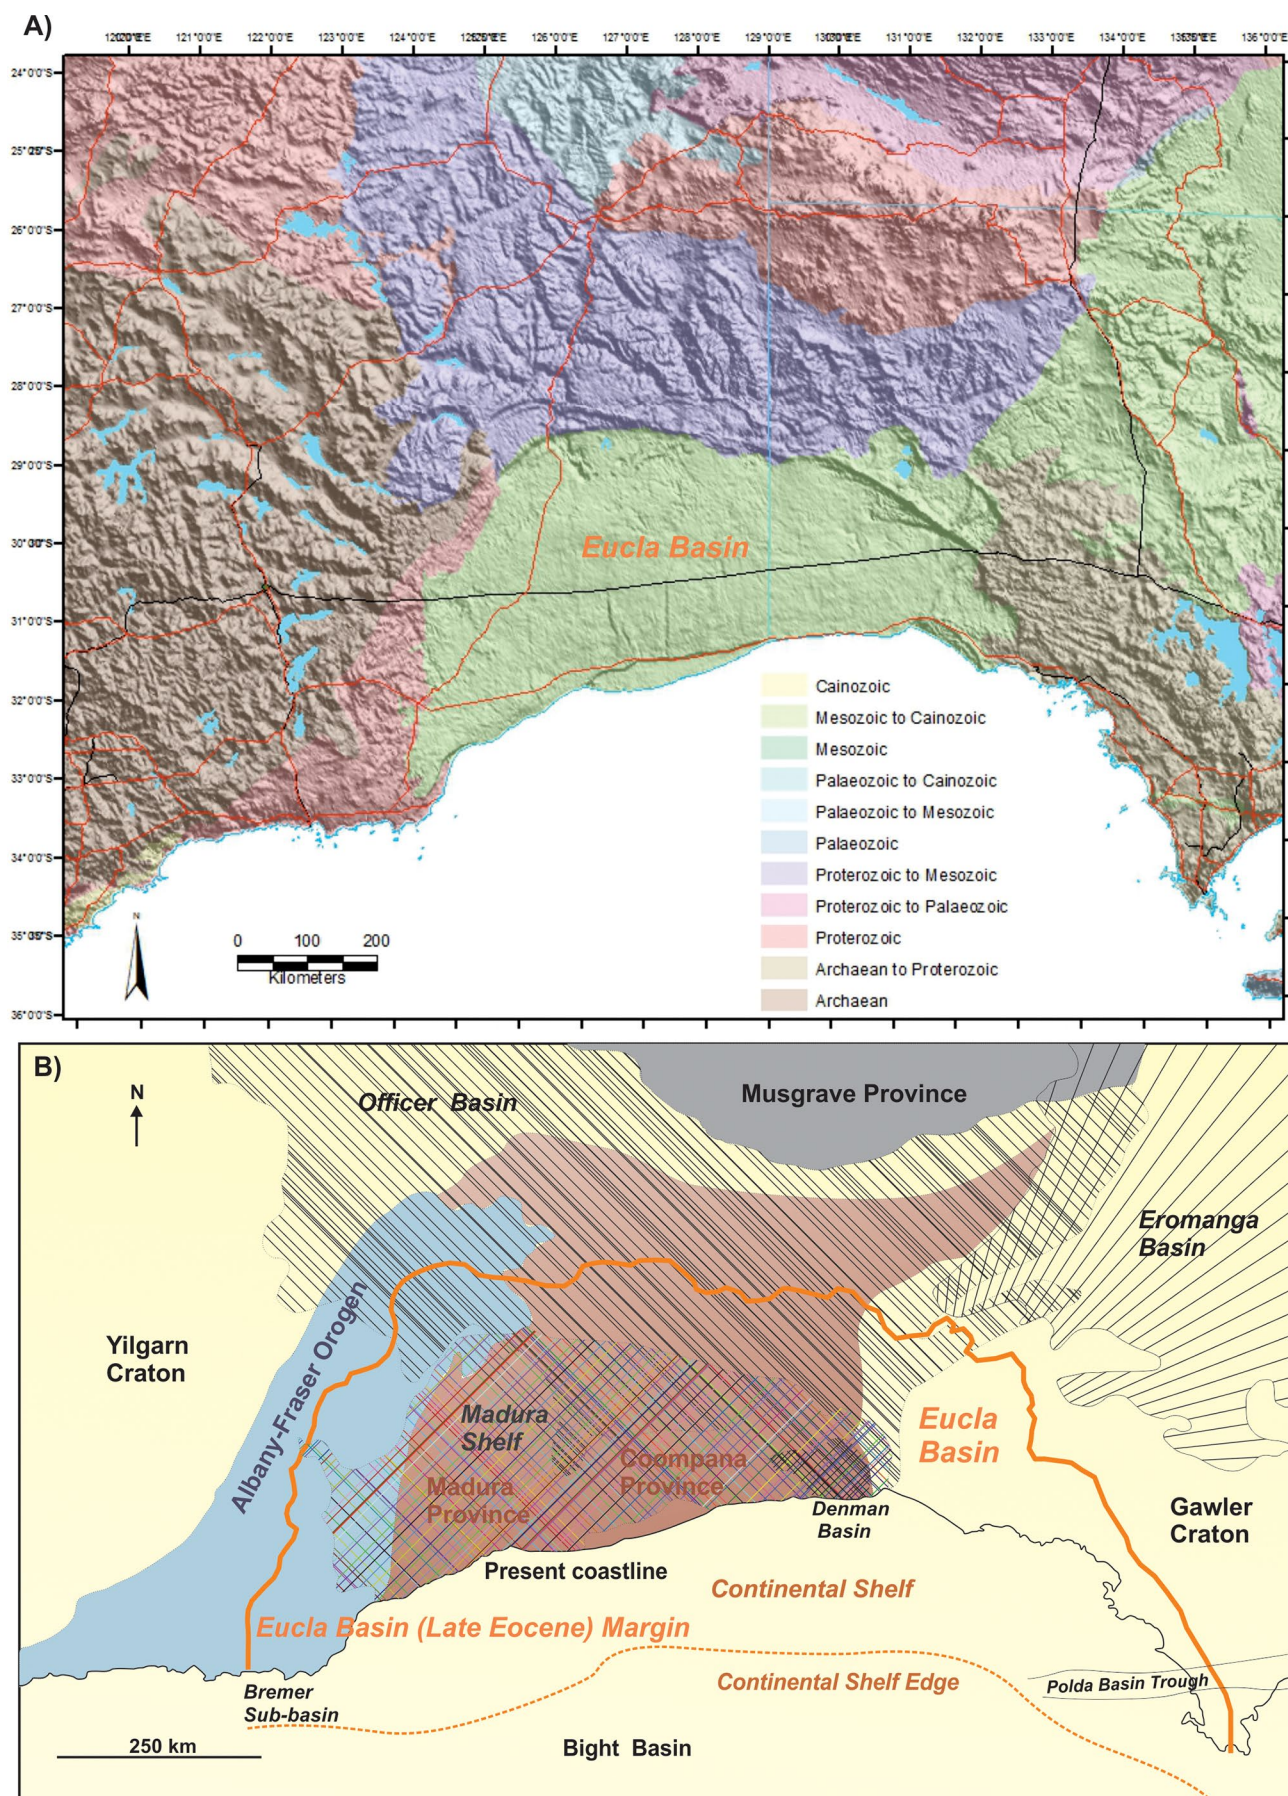 A)
121°0'0"E 122°0'0"E 123°0'0"E 124°0'0"E 126°0'0"E 127°0'0"E 128°0'0"E 129°0'0"E 131°0'0"E 132°0'0"E 133°0'0"E 134°0'0"E 136°0'0"E
24°0'0"S
26°0'0"S
27°0'0"S
28°0'0"S
29°0'0"S
31°0'0"S
32°0'0"S
33°0'0"S
34°0'0"S
36°0'0"S
Eucla Basin
Cainozoic
Mesozoic to Cainozoic
Mesozoic
Palaeozoic to Cainozoic
Palaeozoic to Mesozoic
Palaeozoic
Proterozoic to Mesozoic
Proterozoic to Palaeozoic
Proterozoic
Archaean to Proterozoic
Archaean
N
0 100 200
Kilometers
B)
N
Officer Basin
Musgrave Province
Eromanga
Basin
Yilgarn
Craton
Albany-Fraser Orogen
Madura
Shelf
Coompana
Province
Madura
Province
Eucla
Basin
Denman
Basin
Gawler
Craton
Present coastline
Continental Shelf
Eucla Basin (Late Eocene) Margin
Continental Shelf Edge
Polda Basin Trough
Bremer
Sub-basin
250 km
Bight Basin